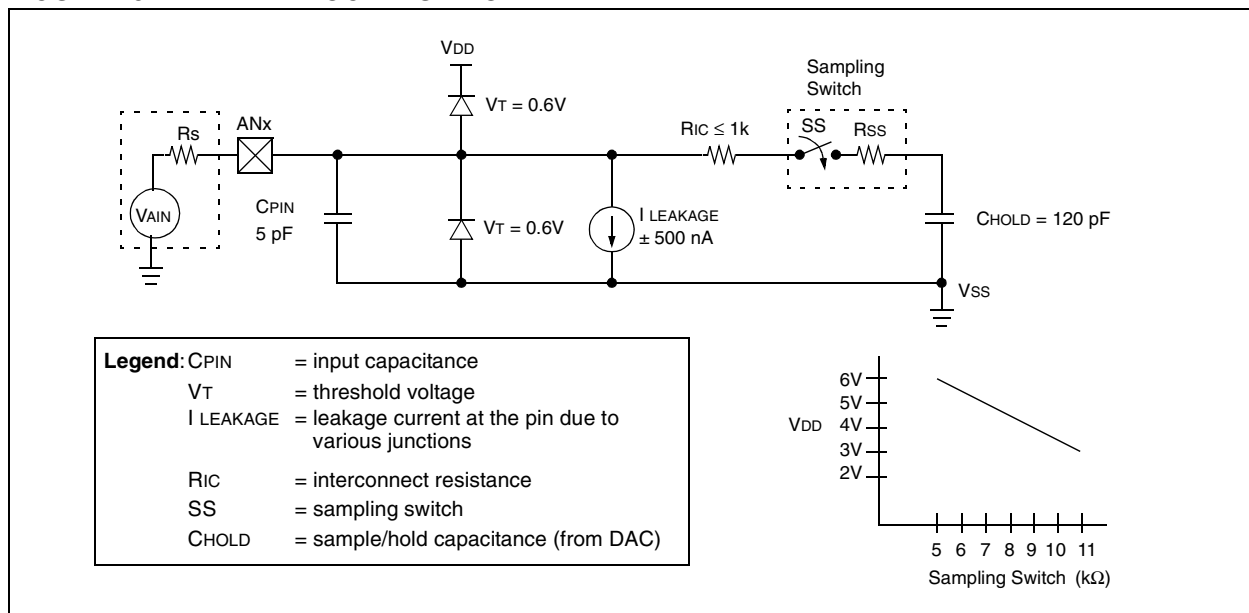 VDD
Sampling
Switch
VT = 0.6V
Rs
ANx
RIC ≤ 1k
SS
RSS
VAIN
CPIN
5 pF
VT = 0.6V
I LEAKAGE
± 500 nA
CHOLD = 120 pF
VSS
Legend: CPIN = input capacitance
VT = threshold voltage
I LEAKAGE = leakage current at the pin due to
various junctions
RIC = interconnect resistance
SS = sampling switch
CHOLD = sample/hold capacitance (from DAC)
6V
5V
VDD 4V
3V
2V
5 6 7 8 9 10 11
Sampling Switch (kΩ)